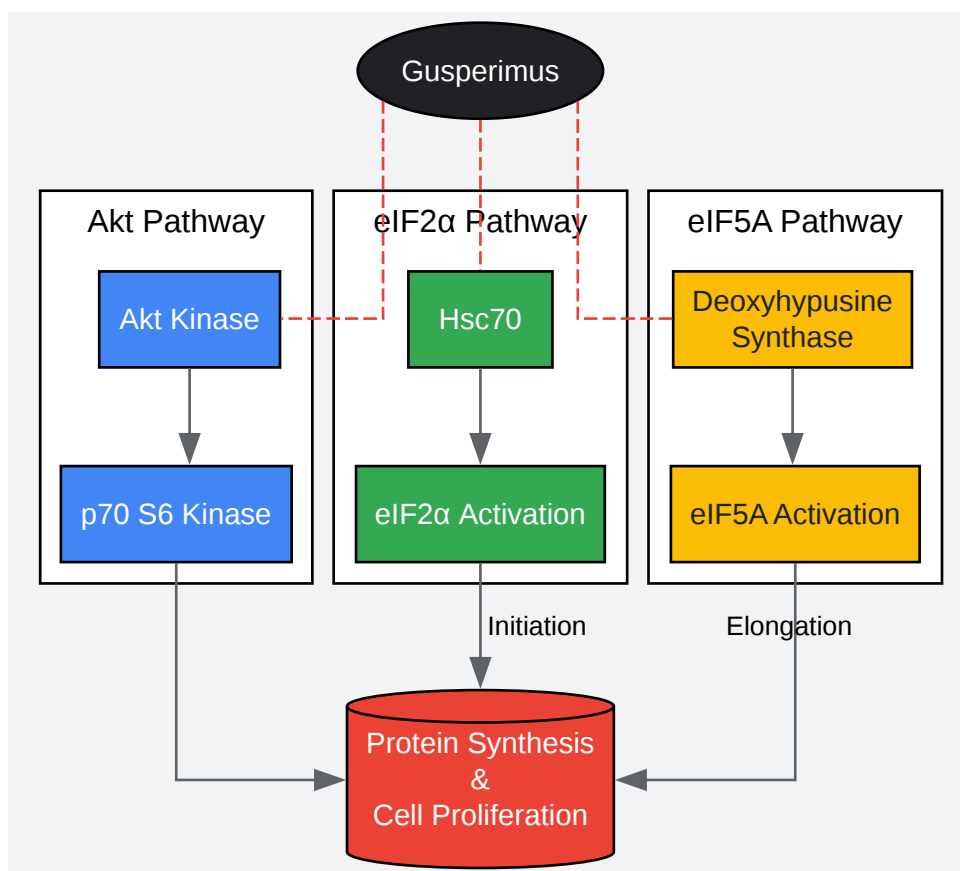 Gusperimus
Akt Pathway
eIF2α Pathway
eIF5A Pathway
Akt Kinase
Hsc70
Deoxyhypusine
Synthase
p70 S6 Kinase
eIF2α Activation
eIF5A Activation
Initiation
Elongation
Protein Synthesis
&
Cell Proliferation